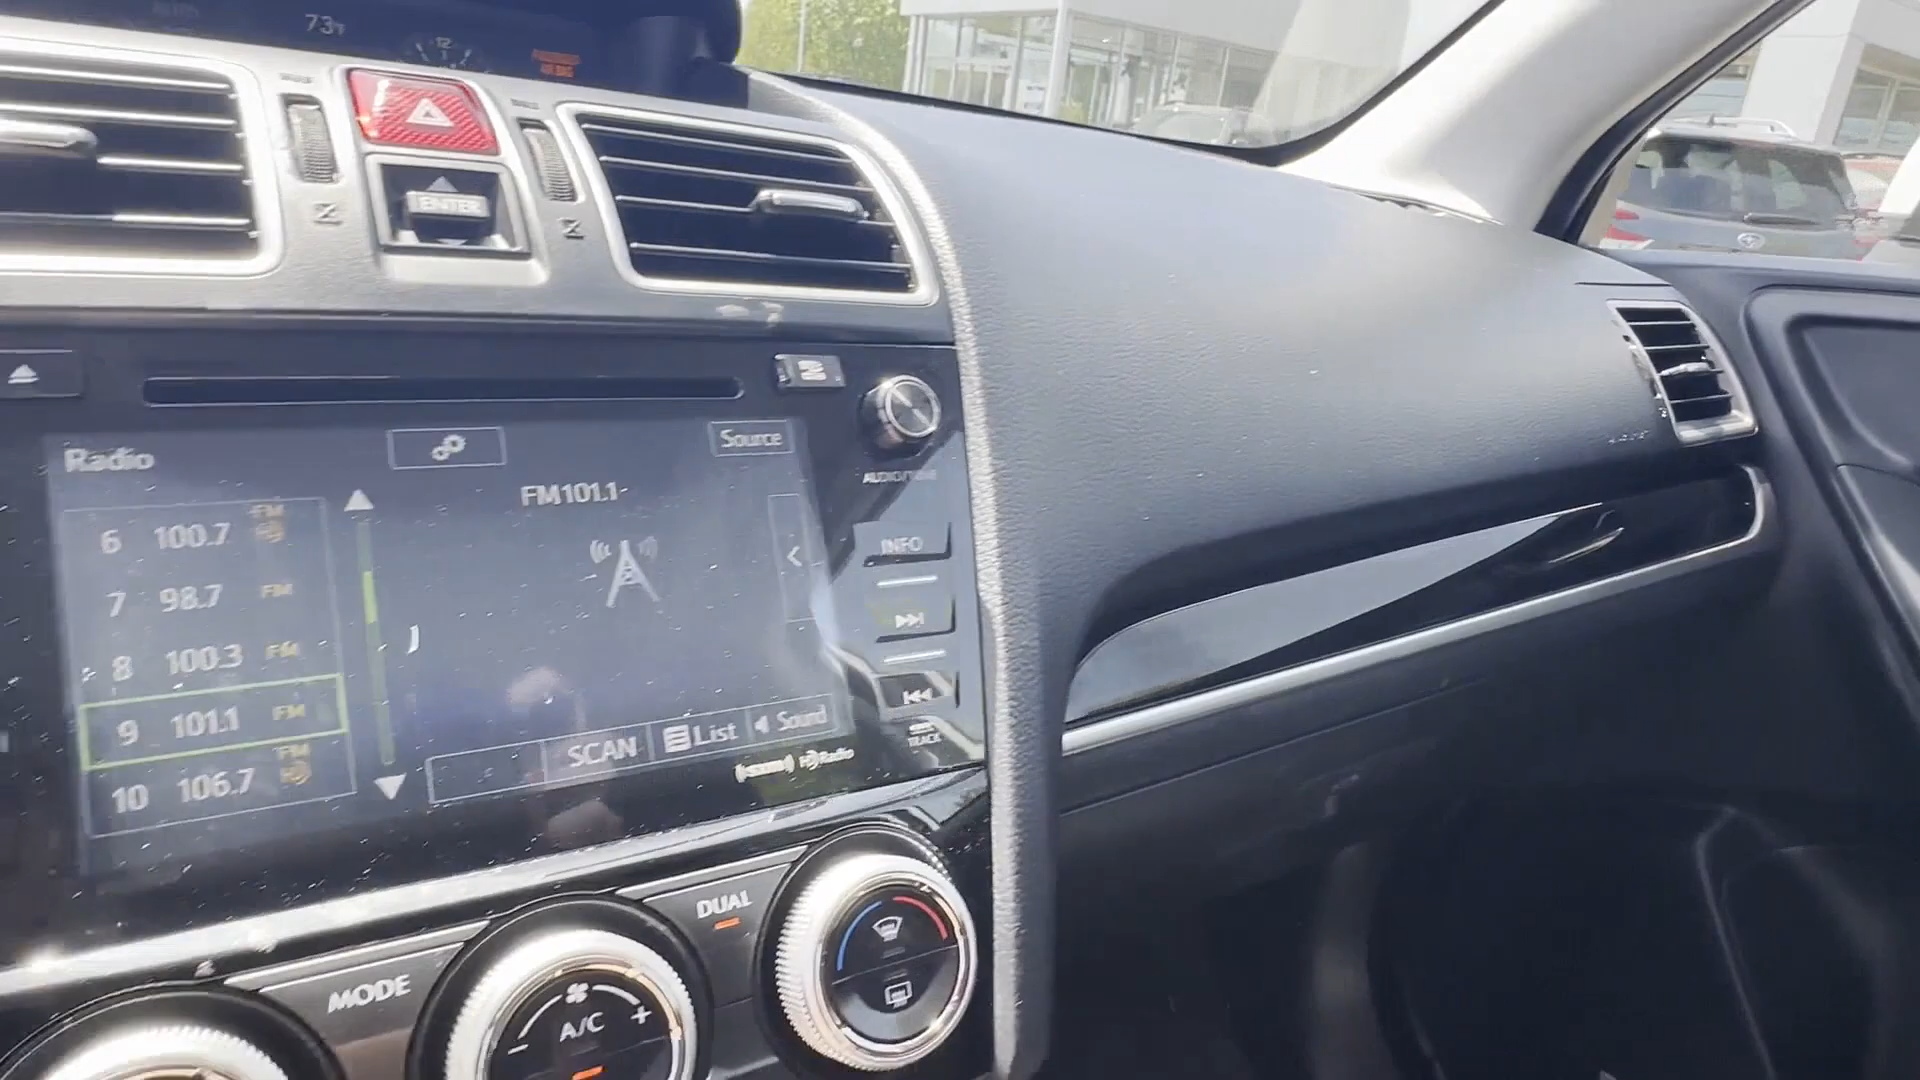 73°F
12
ENTER
Radio
Source
FM101.1
6 100.7 FM
7 98.7 FM
8 100.3 FM
9 101.1 FM
10 106.7 FM
SCAN
List
Sound
HD Radio
INFO
TRACK
MODE
DUAL
A/C
- +